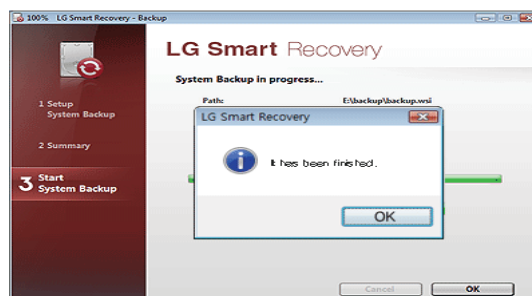 100% LG Smart Recovery - Backup
LG Smart Recovery
System Backup in progress...
Path: E:\backup\backup.wsi
1 Setup
System Backup
2 Summary
3 Start
System Backup
LG Smart Recovery
It has been finished.
OK
Cancel OK